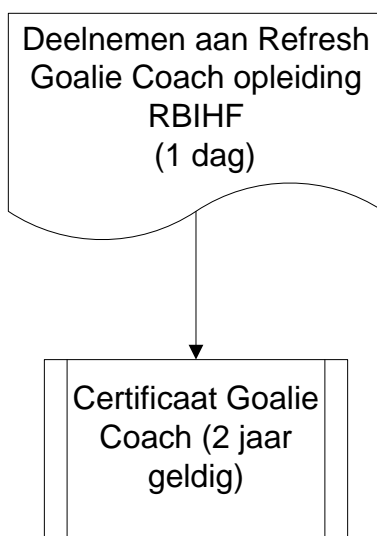 Deelnemen aan Refresh
Goalie Coach opleiding
RBIHF
(1 dag)
Certificaat Goalie
Coach (2 jaar
geldig)